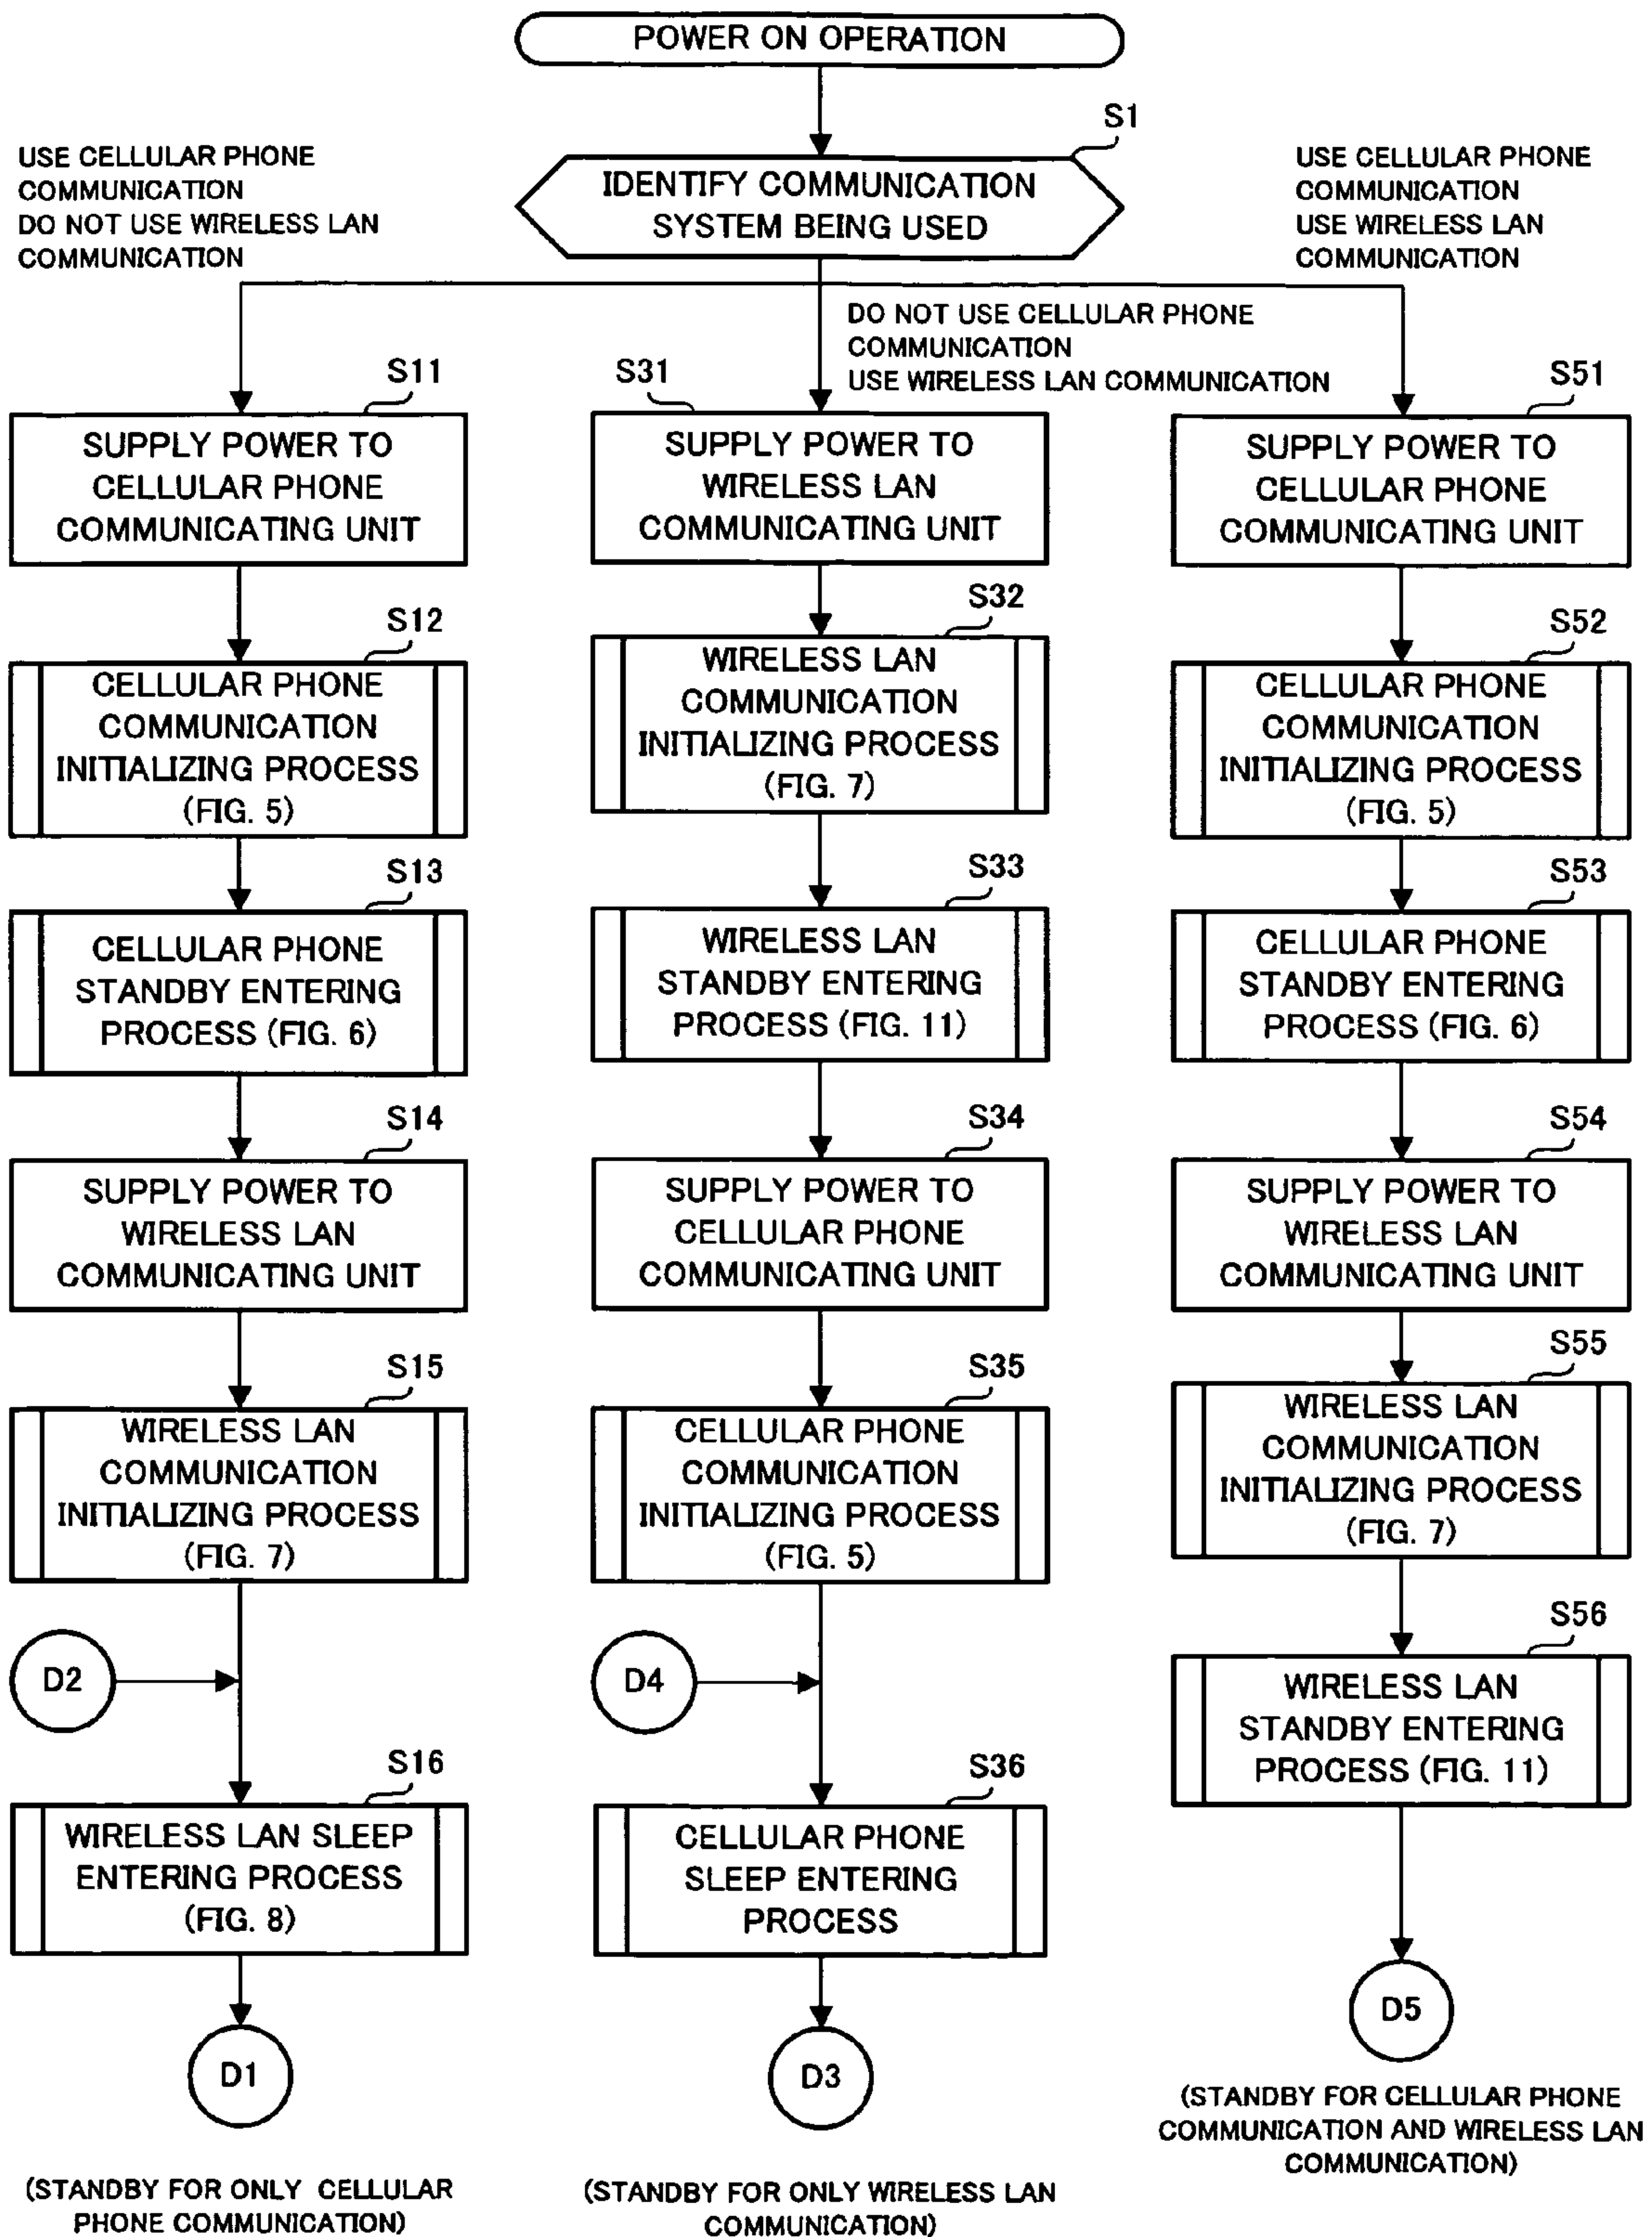 POWER ON OPERATION
S1
IDENTIFY COMMUNICATION
SYSTEM BEING USED
USE CELLULAR PHONE
COMMUNICATION
DO NOT USE WIRELESS LAN
COMMUNICATION
DO NOT USE CELLULAR PHONE
COMMUNICATION
USE WIRELESS LAN COMMUNICATION
USE CELLULAR PHONE
COMMUNICATION
USE WIRELESS LAN
COMMUNICATION
S11
SUPPLY POWER TO
CELLULAR PHONE
COMMUNICATING UNIT
S12
CELLULAR PHONE
COMMUNICATION
INITIALIZING PROCESS
(FIG. 5)
S13
CELLULAR PHONE
STANDBY ENTERING
PROCESS (FIG. 6)
S14
SUPPLY POWER TO
WIRELESS LAN
COMMUNICATING UNIT
S15
WIRELESS LAN
COMMUNICATION
INITIALIZING PROCESS
(FIG. 7)
D2
S16
WIRELESS LAN SLEEP
ENTERING PROCESS
(FIG. 8)
D1
(STANDBY FOR ONLY CELLULAR
PHONE COMMUNICATION)
S31
SUPPLY POWER TO
WIRELESS LAN
COMMUNICATING UNIT
S32
WIRELESS LAN
COMMUNICATION
INITIALIZING PROCESS
(FIG. 7)
S33
WIRELESS LAN
STANDBY ENTERING
PROCESS (FIG. 11)
S34
SUPPLY POWER TO
CELLULAR PHONE
COMMUNICATING UNIT
S35
CELLULAR PHONE
COMMUNICATION
INITIALIZING PROCESS
(FIG. 5)
D4
S36
CELLULAR PHONE
SLEEP ENTERING
PROCESS
D3
(STANDBY FOR ONLY WIRELESS LAN
COMMUNICATION)
S51
SUPPLY POWER TO
CELLULAR PHONE
COMMUNICATING UNIT
S52
CELLULAR PHONE
COMMUNICATION
INITIALIZING PROCESS
(FIG. 5)
S53
CELLULAR PHONE
STANDBY ENTERING
PROCESS (FIG. 6)
S54
SUPPLY POWER TO
WIRELESS LAN
COMMUNICATING UNIT
S55
WIRELESS LAN
COMMUNICATION
INITIALIZING PROCESS
(FIG. 7)
S56
WIRELESS LAN
STANDBY ENTERING
PROCESS (FIG. 11)
D5
(STANDBY FOR CELLULAR PHONE
COMMUNICATION AND WIRELESS LAN
COMMUNICATION)